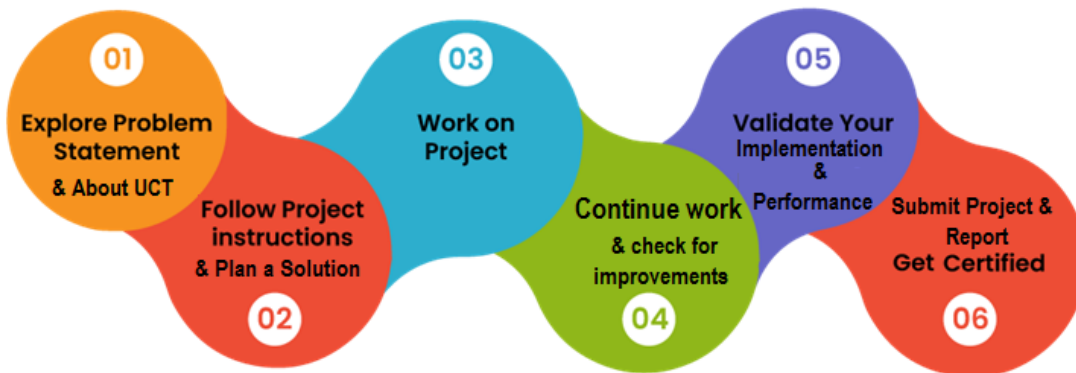 01
Explore Problem
Statement
& About UCT
Follow Project
instructions
& Plan a Solution
02
03
Work on
Project
Continue work
& check for
improvements
04
05
Validate Your
Implementation
&
Performance
Submit Project &
Report
Get Certified
06